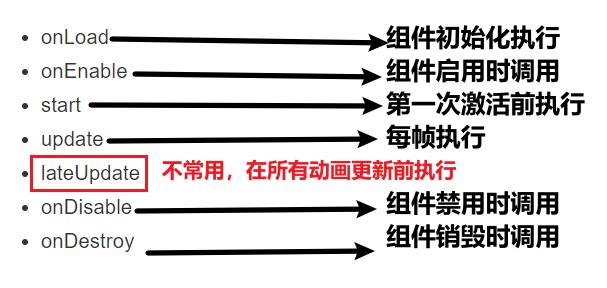 onLoad 组件初始化执行
onEnable 组件启用时调用
start 第一次激活前执行
update 每帧执行
lateUpdate 不常用，在所有动画更新前执行
onDisable 组件禁用时调用
onDestroy 组件销毁时调用